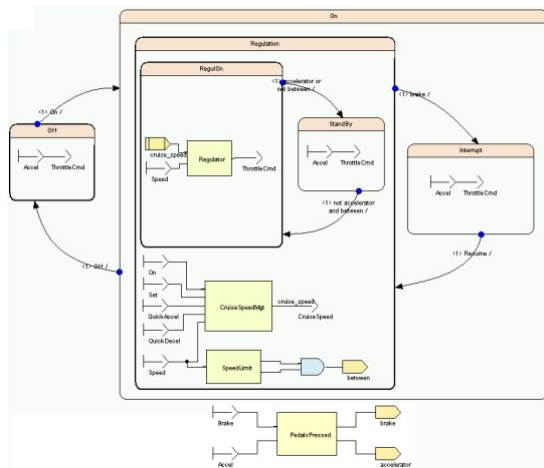 On
Regulation
RegulOn
<1> accelerator or
not between /
<1> brake /
<1> On /
StandBy
Off
cruise_speed
Regulator
ThrottleCmd
Speed
Accel
ThrottleCmd
Interrupt
Accel
ThrottleCmd
Accel
ThrottleCmd
<1> not accelerator
and between /
<1> Resume /
<1> Off /
On
Set
QuickAccel
QuickDecel
CruiseSpeedMgt
cruise_speed
CruiseSpeed
Speed
SpeedLimit
between
Brake
Accel
PedalsPressed
brake
accelerator